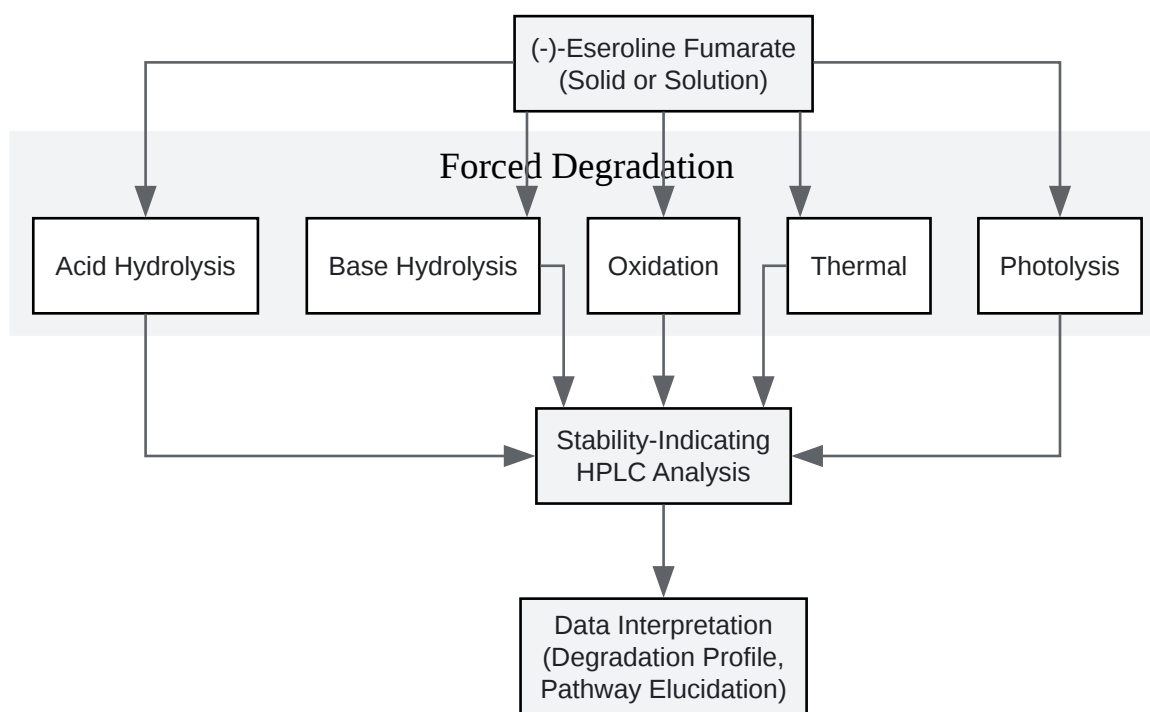 (-)-Eseroline Fumarate
(Solid or Solution)
Forced Degradation
Acid Hydrolysis
Base Hydrolysis
Oxidation
Thermal
Photolysis
Stability-Indicating
HPLC Analysis
Data Interpretation
(Degradation Profile,
Pathway Elucidation)